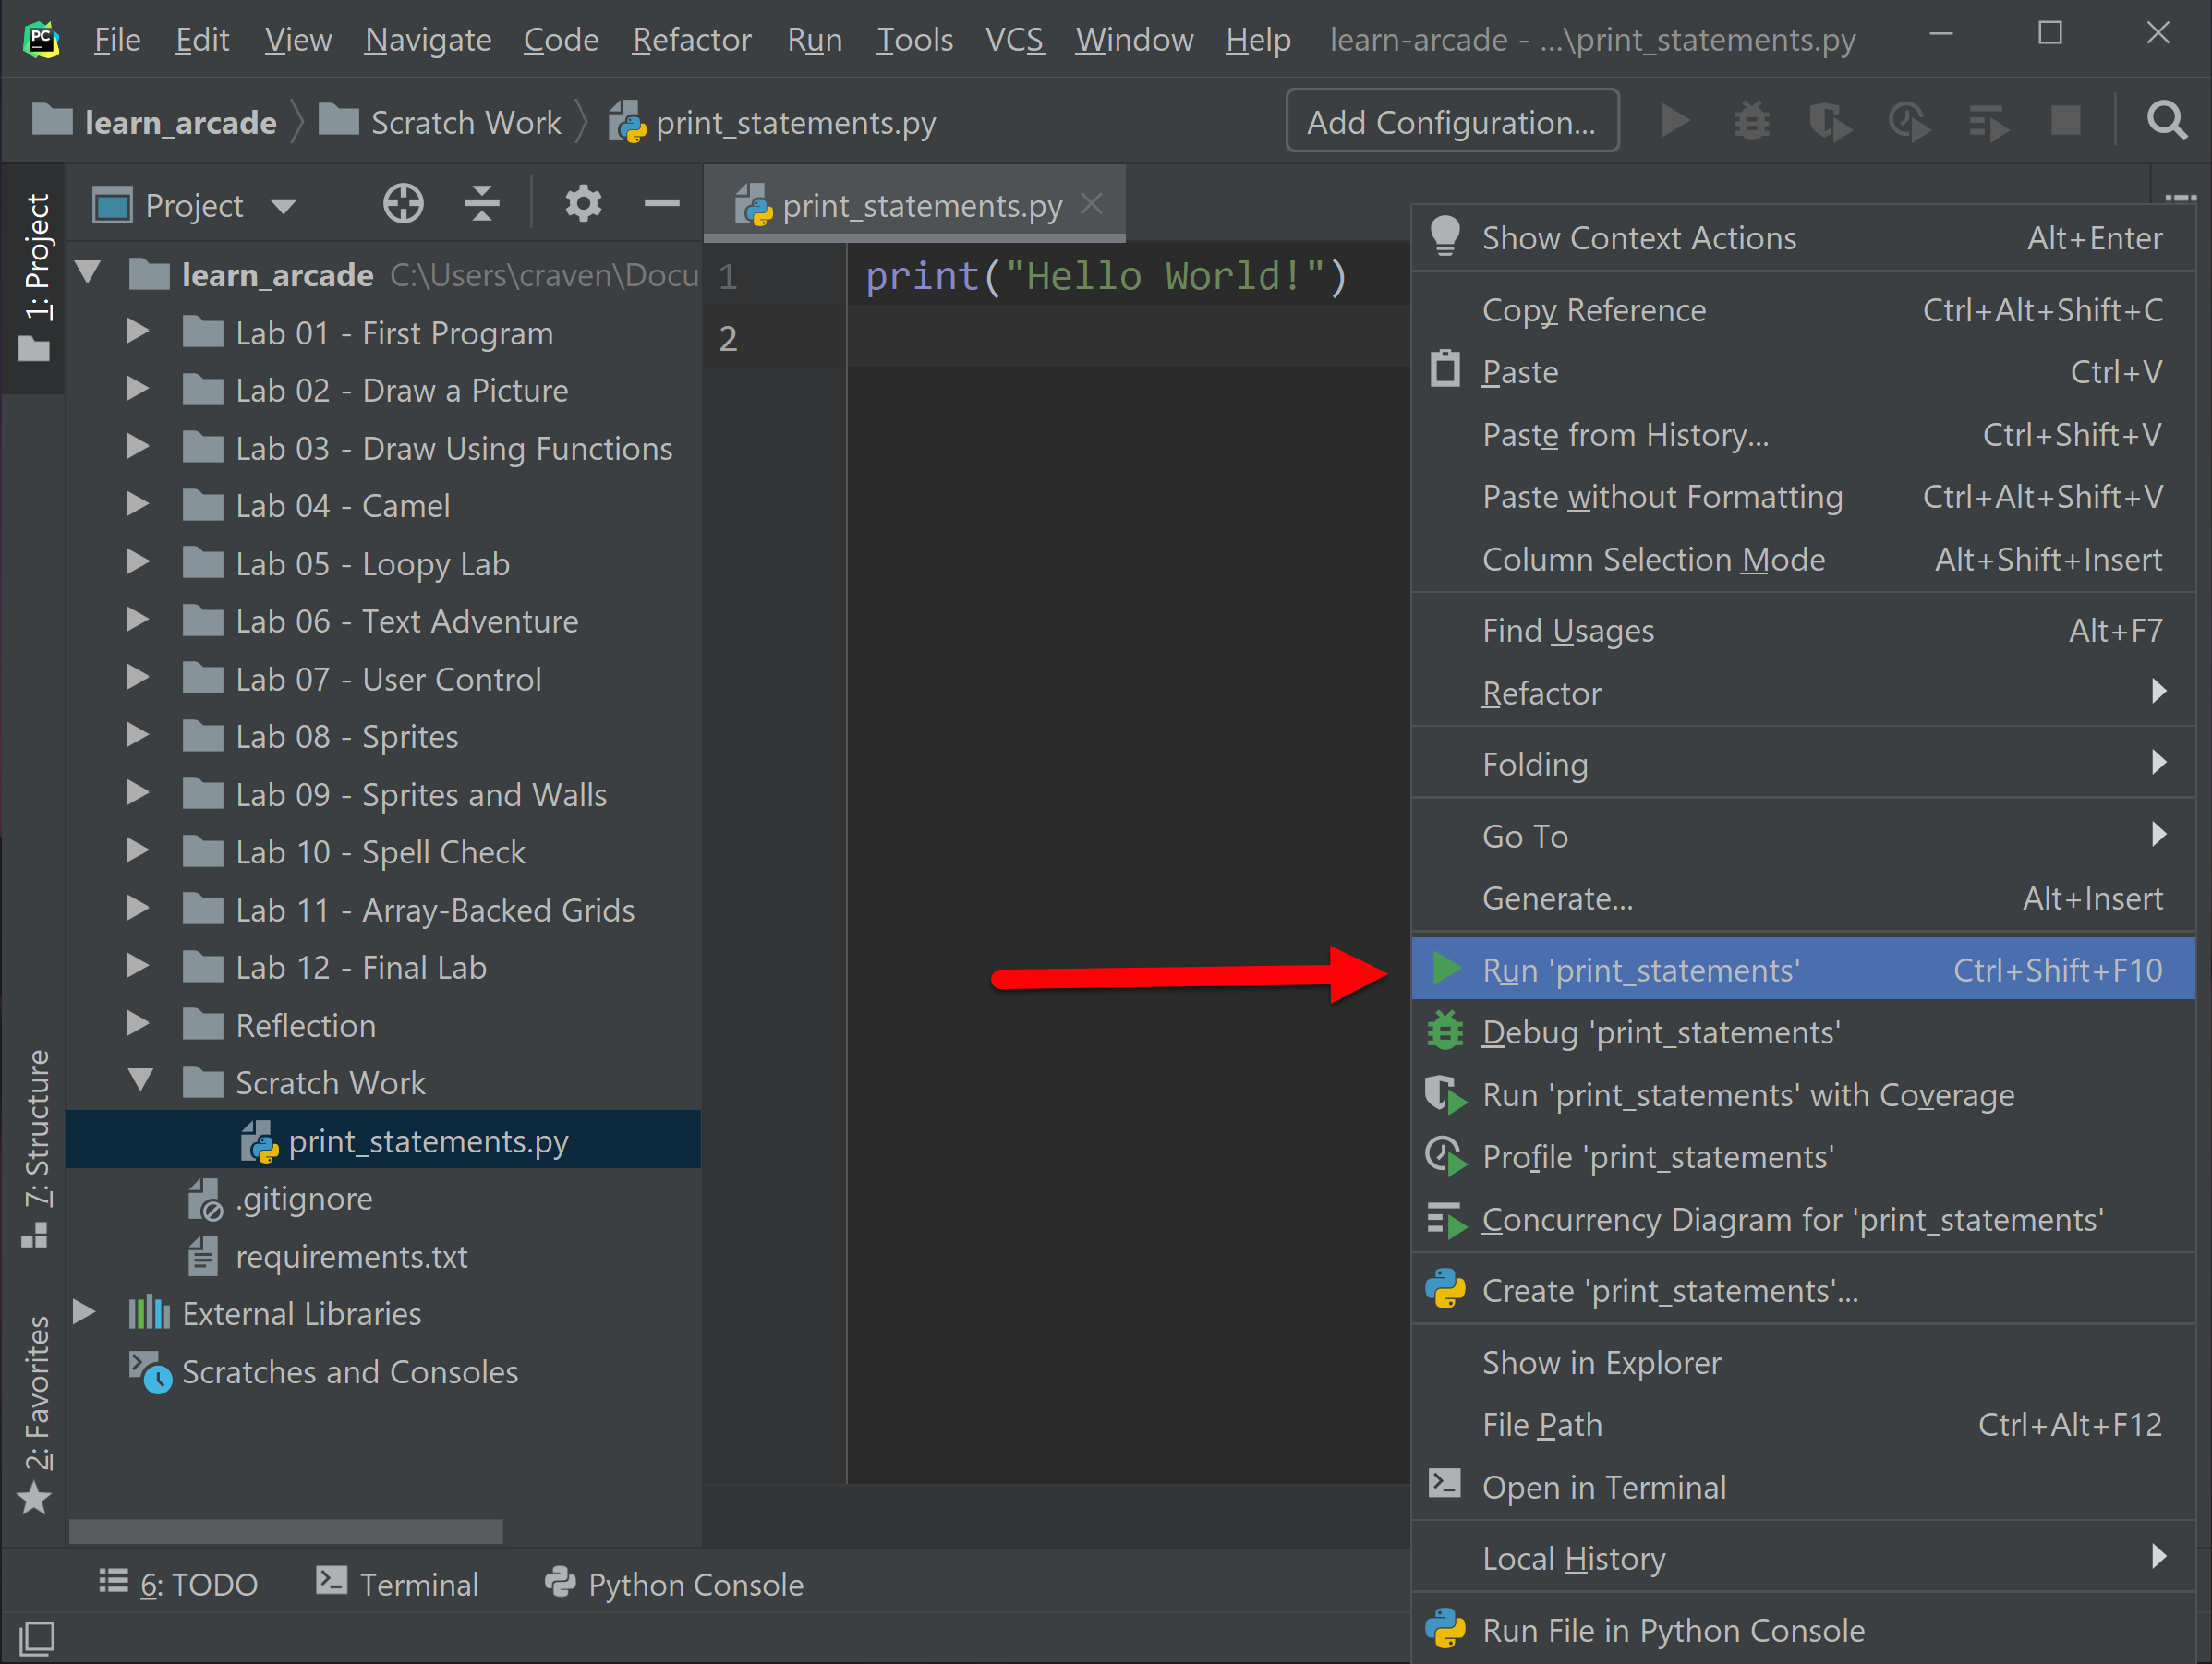 PC
File Edit View Navigate Code Refactor Run Tools VCS Window Help learn-arcade - ...\print_statements.py
learn_arcade Scratch Work print_statements.py Add Configuration...
1: Project
7: Structure
2: Favorites
Project
learn_arcade C:\Users\craven\Docu
Lab 01 - First Program
Lab 02 - Draw a Picture
Lab 03 - Draw Using Functions
Lab 04 - Camel
Lab 05 - Loopy Lab
Lab 06 - Text Adventure
Lab 07 - User Control
Lab 08 - Sprites
Lab 09 - Sprites and Walls
Lab 10 - Spell Check
Lab 11 - Array-Backed Grids
Lab 12 - Final Lab
Reflection
Scratch Work
print_statements.py
.gitignore
requirements.txt
External Libraries
Scratches and Consoles
print_statements.py
1 print("Hello World!")
2
Show Context Actions Alt+Enter
Copy Reference Ctrl+Alt+Shift+C
Paste Ctrl+V
Paste from History... Ctrl+Shift+V
Paste without Formatting Ctrl+Alt+Shift+V
Column Selection Mode Alt+Shift+Insert
Find Usages Alt+F7
Refactor
Folding
Go To
Generate... Alt+Insert
Run 'print_statements' Ctrl+Shift+F10
Debug 'print_statements'
Run 'print_statements' with Coverage
Profile 'print_statements'
Concurrency Diagram for 'print_statements'
Create 'print_statements'...
Show in Explorer
File Path Ctrl+Alt+F12
Open in Terminal
Local History
Run File in Python Console
6: TODO Terminal Python Console